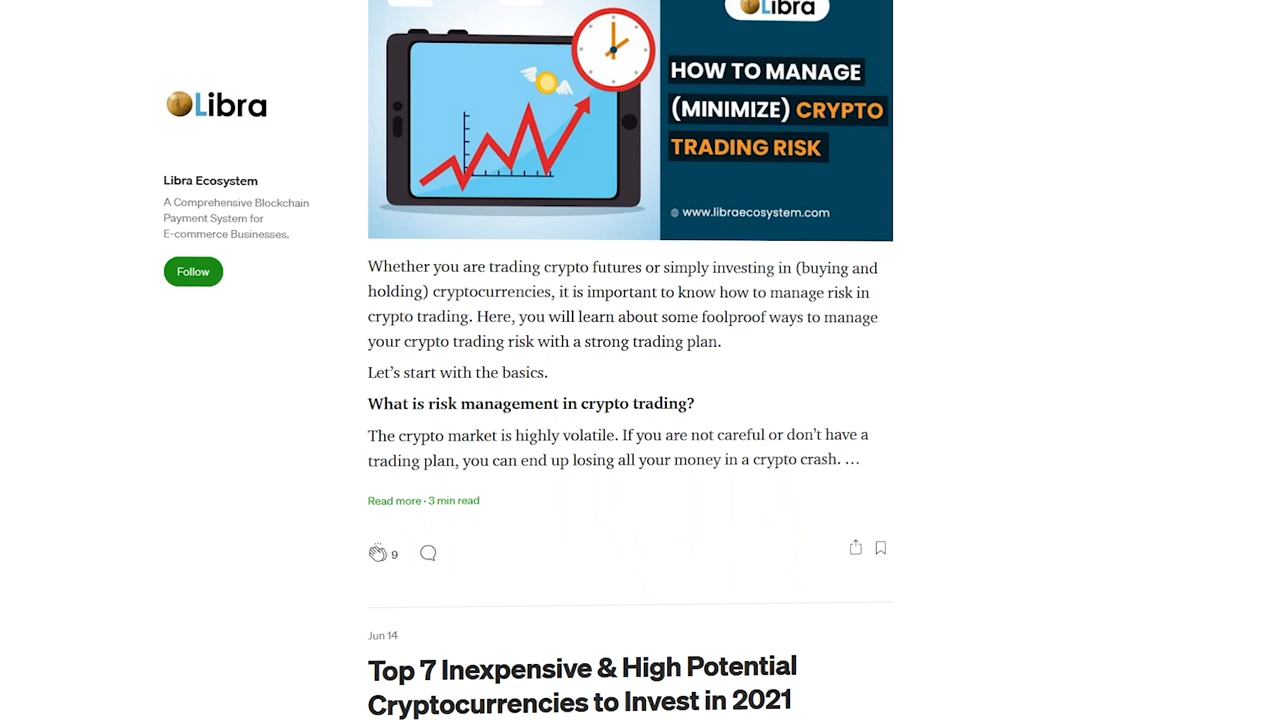 Libra
HOW TO MANAGE
(MINIMIZE) CRYPTO
TRADING RISK
www.libraecosystem.com
Libra
Libra Ecosystem
A Comprehensive Blockchain
Payment System for
E-commerce Businesses.
Follow
Whether you are trading crypto futures or simply investing in (buying and
holding) cryptocurrencies, it is important to know how to manage risk in
crypto trading. Here, you will learn about some foolproof ways to manage
your crypto trading risk with a strong trading plan.
Let’s start with the basics.
What is risk management in crypto trading?
The crypto market is highly volatile. If you are not careful or don’t have a
trading plan, you can end up losing all your money in a crypto crash. …
Read more · 3 min read
9
Jun 14
Top 7 Inexpensive & High Potential
Cryptocurrencies to Invest in 2021